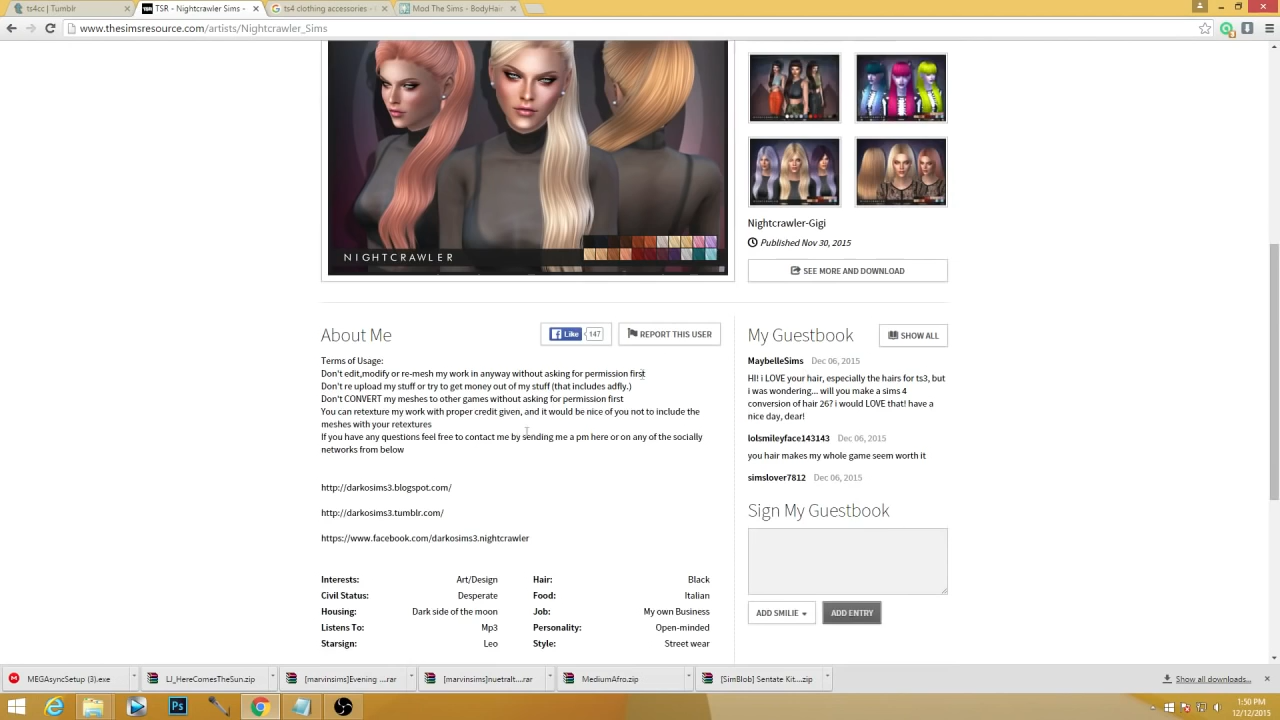 ts4cc | Tumblr
TSR - Nightcrawler Sims -
ts4 clothing accessories -
Mod The Sims - BodyHair
www.thesimsresource.com/artists/Nightcrawler_Sims
NIGHTCRAWLER
Nightcrawler-Gigi
Published Nov 30, 2015
SEE MORE AND DOWNLOAD
About Me
Like 147
REPORT THIS USER
My Guestbook
SHOW ALL
Terms of Usage:
Don't edit,modify or re-mesh my work in anyway without asking for permission first
Don't re upload my stuff or try to get money out of my stuff (that includes adfly.)
Don't CONVERT my meshes to other games without asking for permission first
You can retexture my work with proper credit given, and it would be nice of you not to include the
meshes with your retextures
If you have any questions feel free to contact me by sending me a pm here or on any of the socially
networks from below
http://darkosims3.blogspot.com/
http://darkosims3.tumblr.com/
https://www.facebook.com/darkosims3.nightcrawler
MaybelleSims Dec 06, 2015
HI! i LOVE your hair, especially the hairs for ts3, but
i was wondering... will you make a sims 4
conversion of hair 26? i would LOVE that! have a
nice day, dear!
lolsmileyface143143 Dec 06, 2015
you hair makes my whole game seem worth it
simslover7812 Dec 06, 2015
Sign My Guestbook
ADD SMILIE
ADD ENTRY
Interests: Art/Design Hair: Black
Civil Status: Desperate Food: Italian
Housing: Dark side of the moon Job: My own Business
Listens To: Mp3 Personality: Open-minded
Starsign: Leo Style: Street wear
MEGAsyncSetup (3).exe
LJ_HereComesTheSun.zip
[marvinsims]Evening ....rar
[marvinsims]nuetralt....rar
MediumAfro.zip
[SimBlob] Sentate Kit....zip
Show all downloads...
1:50 PM
12/12/2015